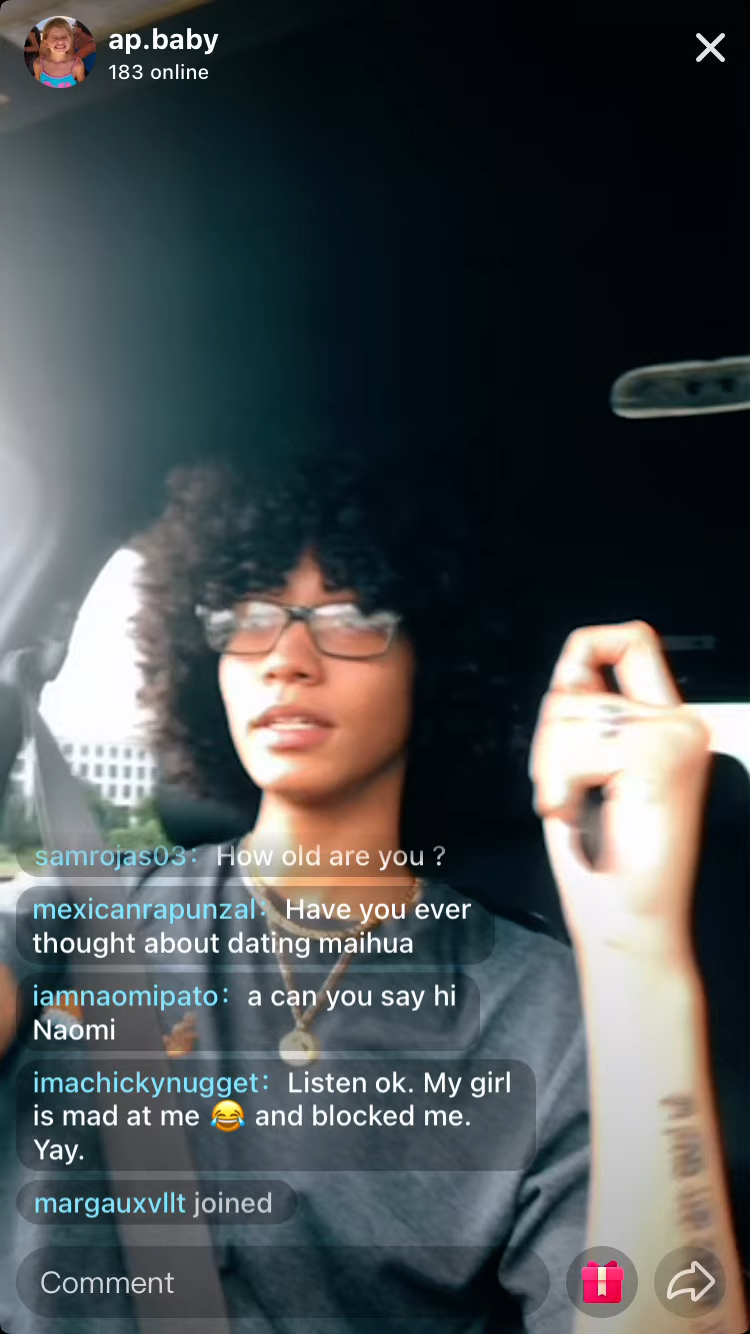 ap.baby
183 online
samrojas03: How old are you ?
mexicanrapunzal: Have you ever
thought about dating maihua
iamnaomipato: a can you say hi
Naomi
imachickynugget: Listen ok. My girl
is mad at me 😂 and blocked me.
Yay.
margauxvllt joined
Comment